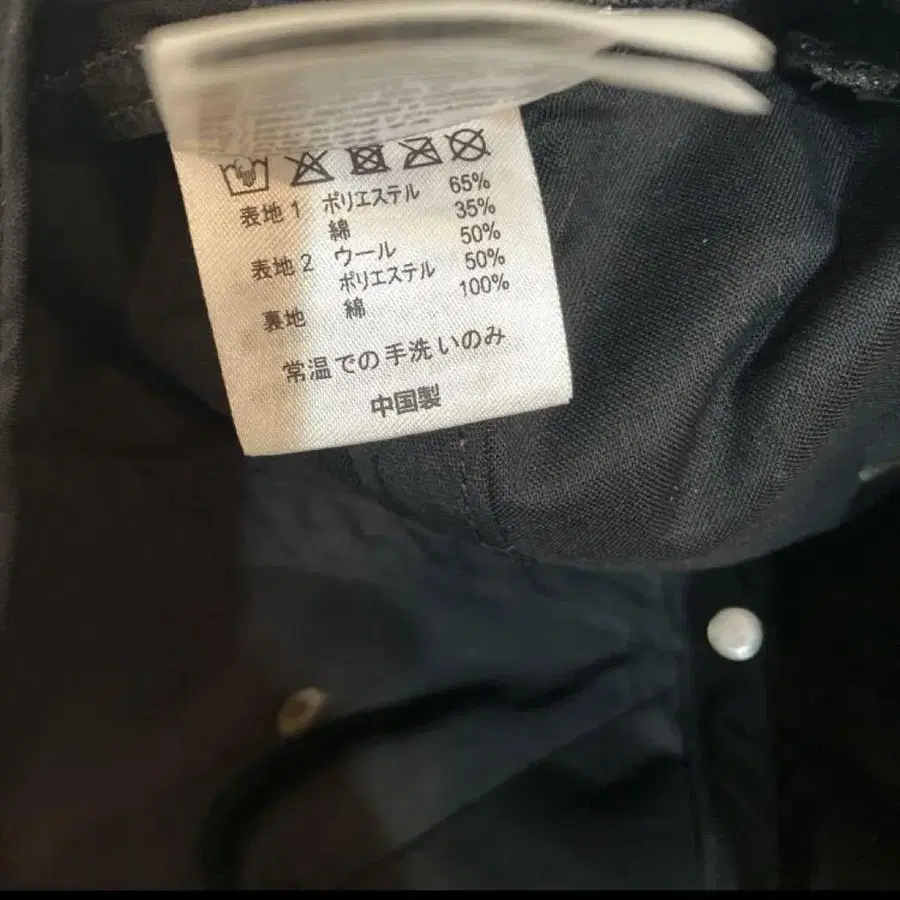 表地1 ポリエステル 65%
綿 35%
表地2 ウール 50%
ポリエステル 50%
裏地 綿 100%
常温での手洗いのみ
中国製